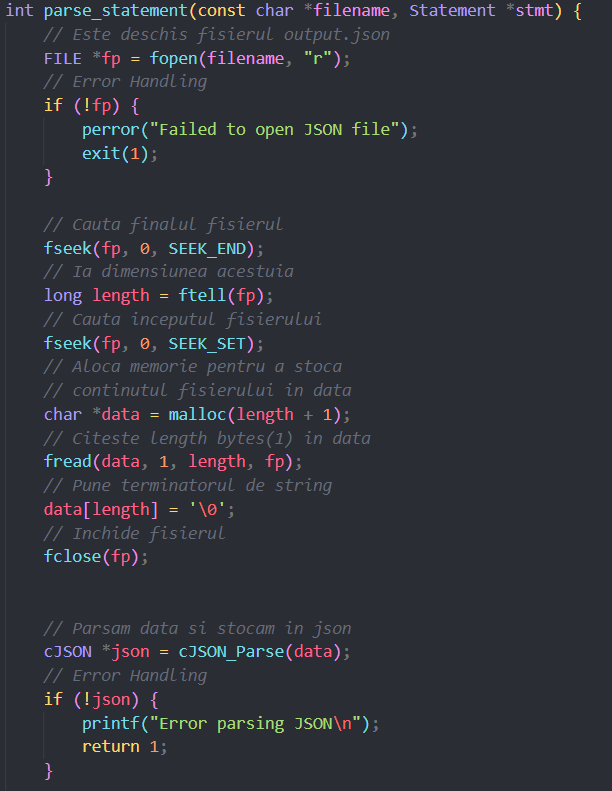 int parse_statement(const char *filename, Statement *stmt) {
    // Este deschis fisierul output.json
    FILE *fp = fopen(filename, "r");
    // Error Handling
    if (!fp) {
        perror("Failed to open JSON file");
        exit(1);
    }

    // Cauta finalul fisierul
    fseek(fp, 0, SEEK_END);
    // Ia dimensiunea acestuia
    long length = ftell(fp);
    // Cauta inceputul fisierului
    fseek(fp, 0, SEEK_SET);
    // Aloca memorie pentru a stoca
    // continutul fisierului in data
    char *data = malloc(length + 1);
    // Citeste length bytes(1) in data
    fread(data, 1, length, fp);
    // Pune terminatorul de string
    data[length] = '\0';
    // Inchide fisierul
    fclose(fp);


    // Parsam data si stocam in json
    cJSON *json = cJSON_Parse(data);
    // Error Handling
    if (!json) {
        printf("Error parsing JSON\n");
        return 1;
    }